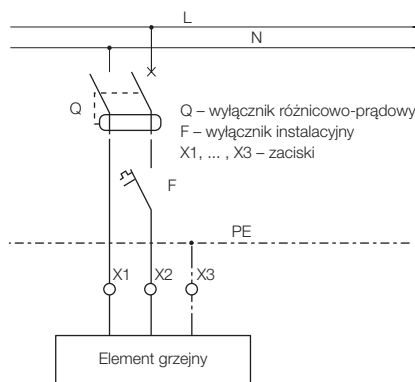 L
N
Q
Q – wyłącznik różnicowo-prądowy
F – wyłącznik instalacyjny
X1, ... , X3 – zaciski
F
PE
X1 X2 X3
Element grzejny